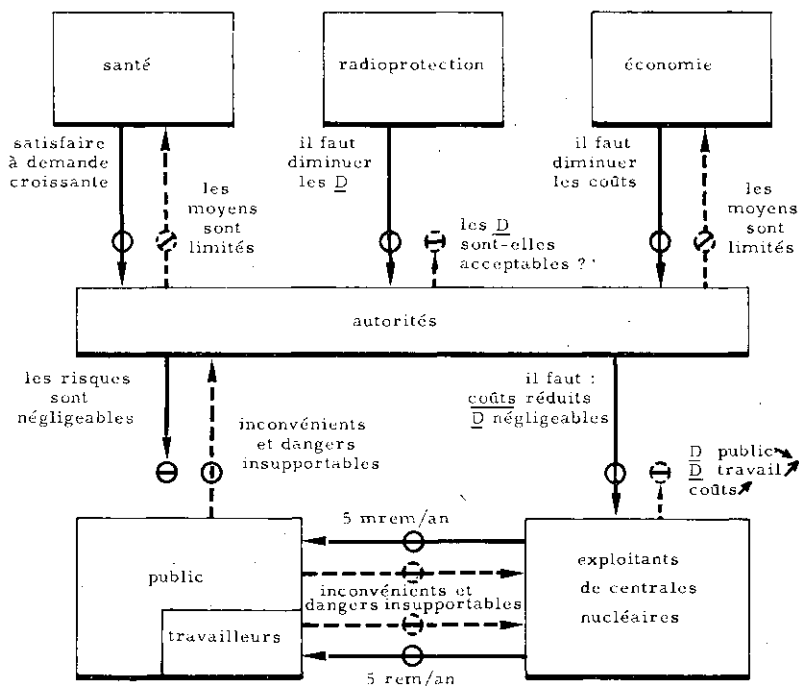 santé
radioprotection
économie
satisfaire
à demande
croissante
les
moyens
sont
limités
il faut
diminuer
les D
les D
sont-elles
acceptables ?
il faut
diminuer
les coûts
les
moyens
sont
limités
autorités
les risques
sont
négligeables
inconvénients
et dangers
insupportables
il faut :
coûts réduits
D négligeables
D public
D travail
coûts
5 mrem/an
public
travailleurs
inconvénients et
dangers insupportables
5 rem/an
exploitants
de centrales
nucléaires